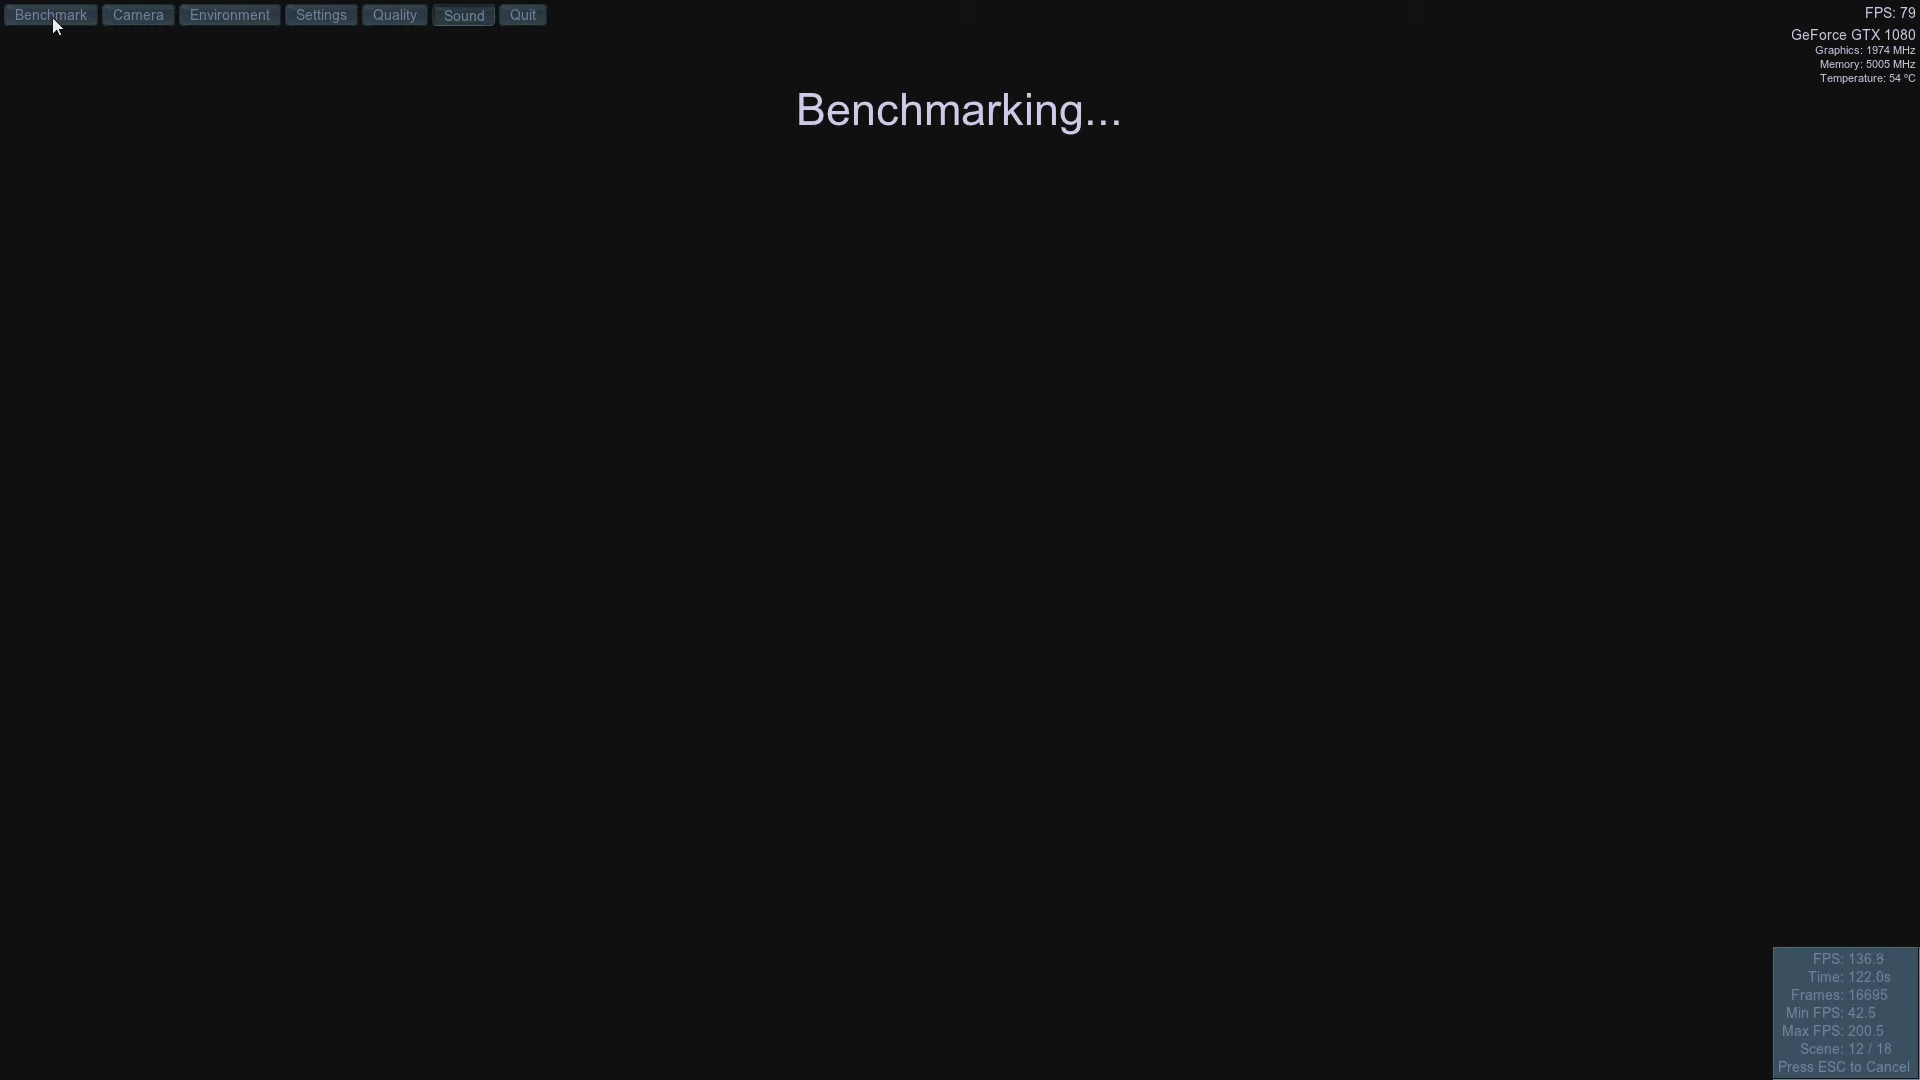 Benchmark Camera Environment Settings Quality Sound Quit
FPS: 79
GeForce GTX 1080
Graphics: 1974 MHz
Memory: 5005 MHz
Temperature: 54 °C
Benchmarking...
FPS: 136.9
Time: 122.0s
Frames: 16695
Min FPS: 42.5
Max FPS: 200.5
Scene: 12 / 18
Press ESC to Cancel